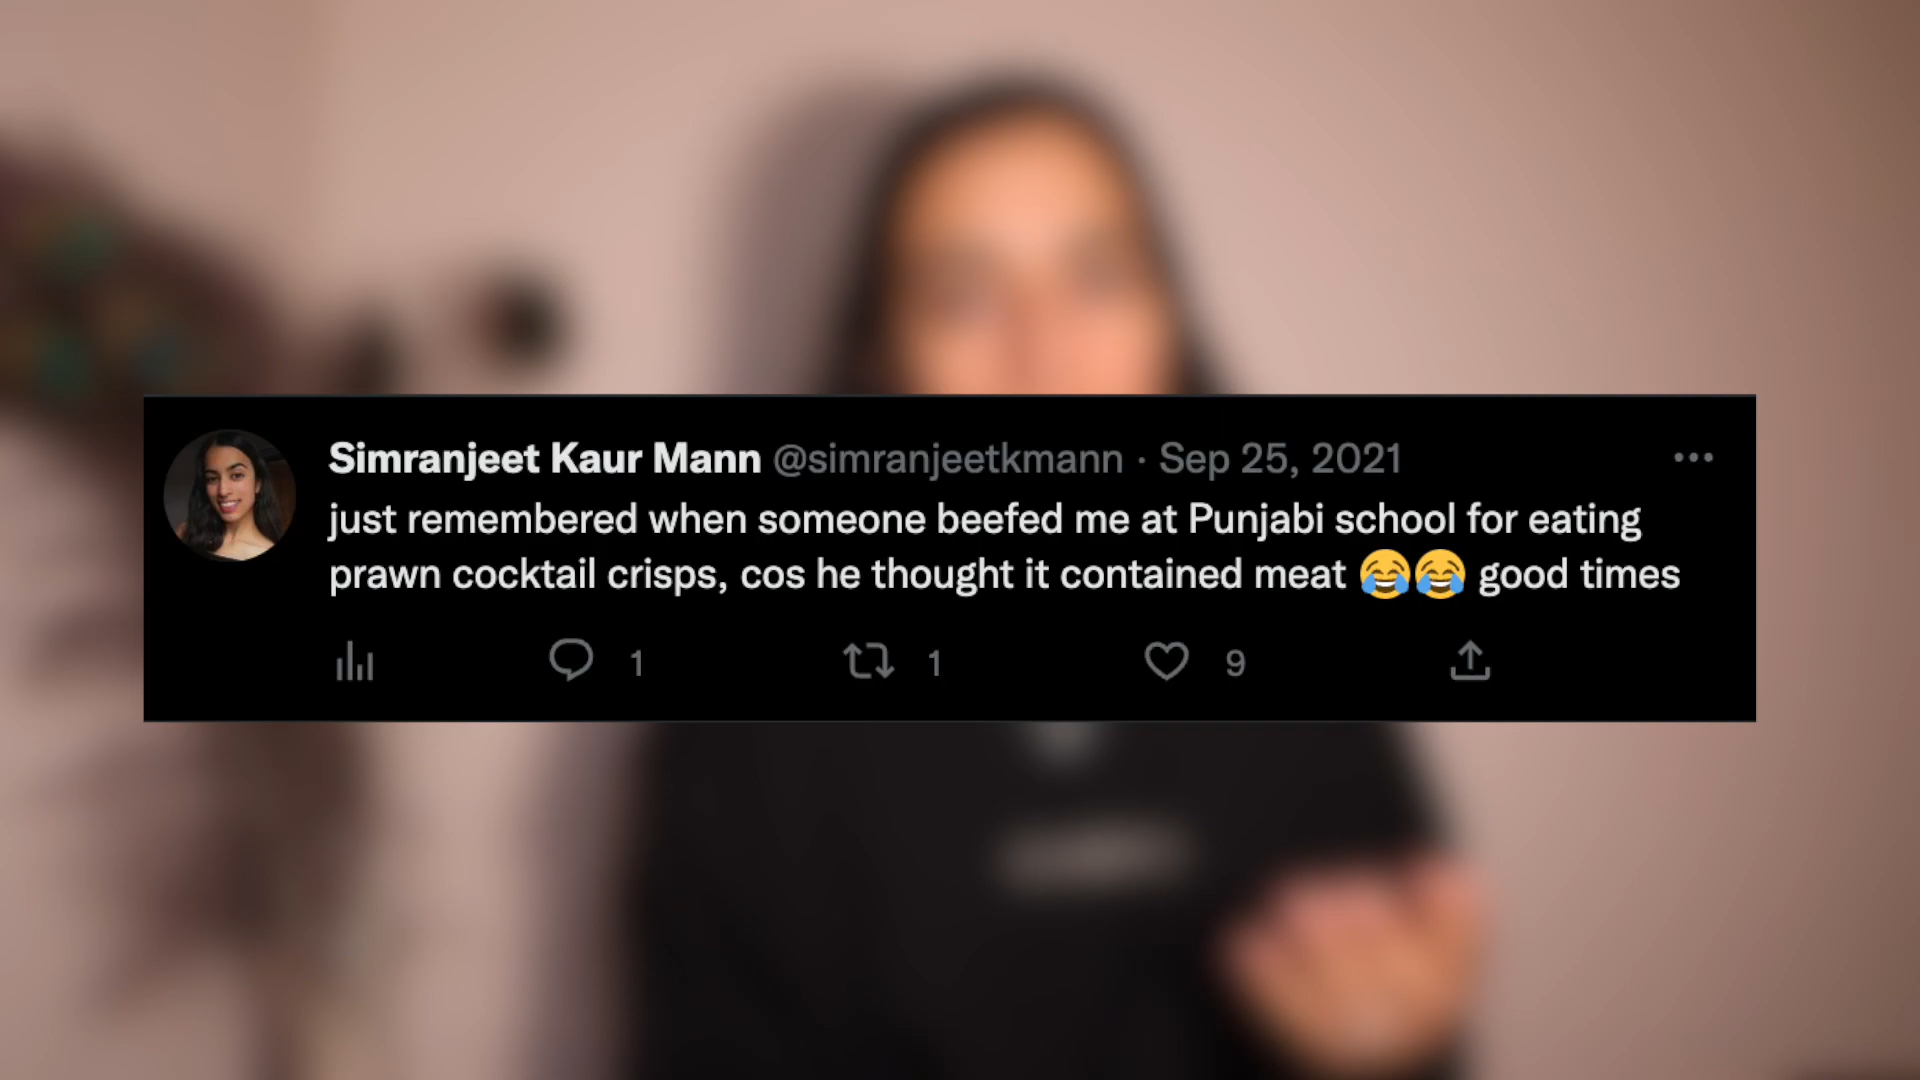 Simranjeet Kaur Mann @simranjeetkmann · Sep 25, 2021
just remembered when someone beefed me at Punjabi school for eating
prawn cocktail crisps, cos he thought it contained meat 😂😂 good times
1 1 9